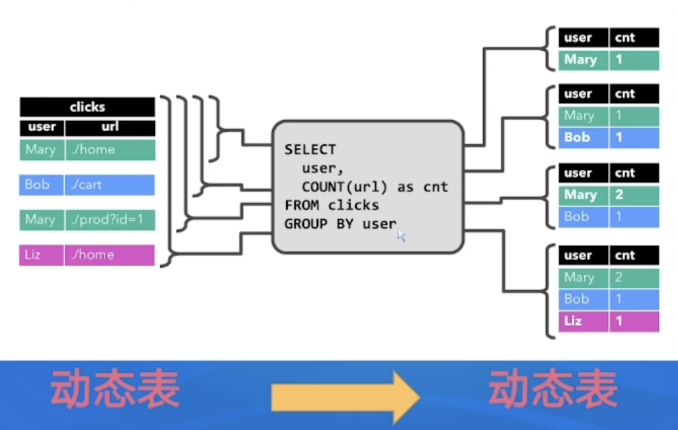 clicks
user url
Mary ./home
Bob ./cart
Mary ./prod?id=1
Liz ./home
SELECT
user,
COUNT(url) as cnt
FROM clicks
GROUP BY user
user cnt
Mary 1
user cnt
Mary 1
Bob 1
user cnt
Mary 2
Bob 1
user cnt
Mary 2
Bob 1
Liz 1
动态表 动态表